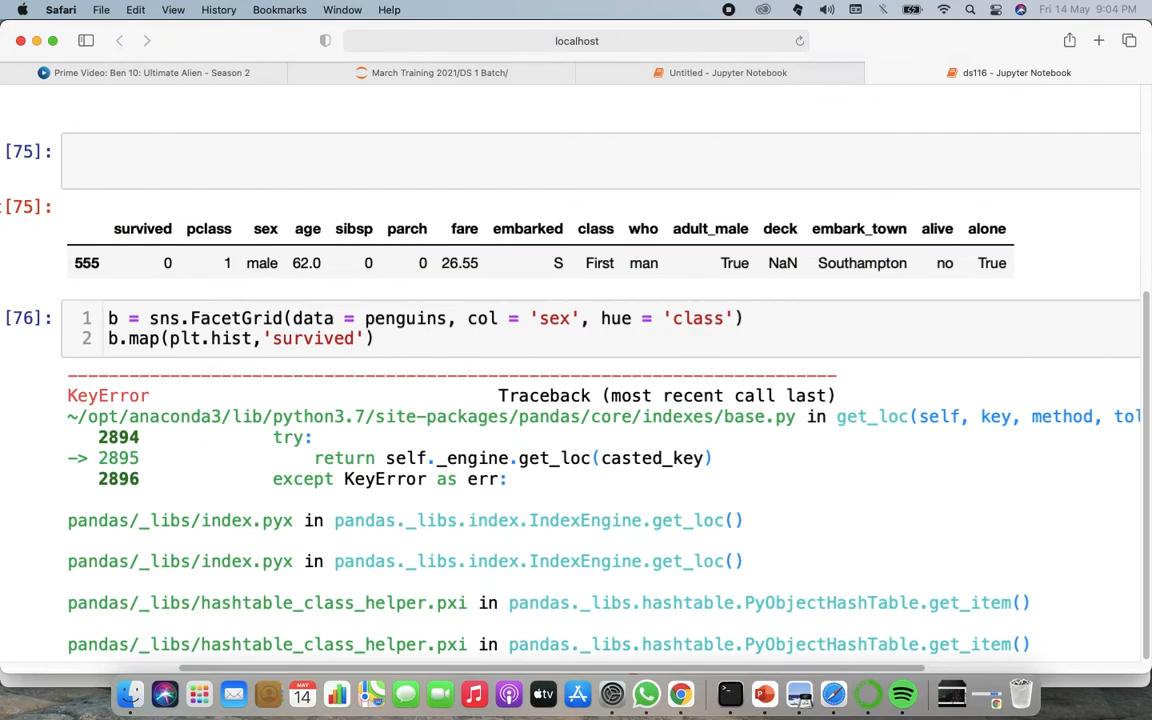 Safari File Edit View History Bookmarks Window Help Fri 14 May 9:04 PM
localhost
Prime Video: Ben 10: Ultimate Alien - Season 2 March Training 2021/DS 1 Batch/ Untitled - Jupyter Notebook ds116 - Jupyter Notebook
[75]:
[75]:
survived pclass sex age sibsp parch fare embarked class who adult_male deck embark_town alive alone
555 0 1 male 62.0 0 0 26.55 S First man True NaN Southampton no True
[76]: 1 b = sns.FacetGrid(data = penguins, col = 'sex', hue = 'class')
2 b.map(plt.hist,'survived')
KeyError Traceback (most recent call last)
~/opt/anaconda3/lib/python3.7/site-packages/pandas/core/indexes/base.py in get_loc(self, key, method, tol
2894 try:
-> 2895 return self._engine.get_loc(casted_key)
2896 except KeyError as err:
pandas/_libs/index.pyx in pandas._libs.index.IndexEngine.get_loc()
pandas/_libs/index.pyx in pandas._libs.index.IndexEngine.get_loc()
pandas/_libs/hashtable_class_helper.pxi in pandas._libs.hashtable.PyObjectHashTable.get_item()
pandas/_libs/hashtable_class_helper.pxi in pandas._libs.hashtable.PyObjectHashTable.get_item()
MAY
14
tv